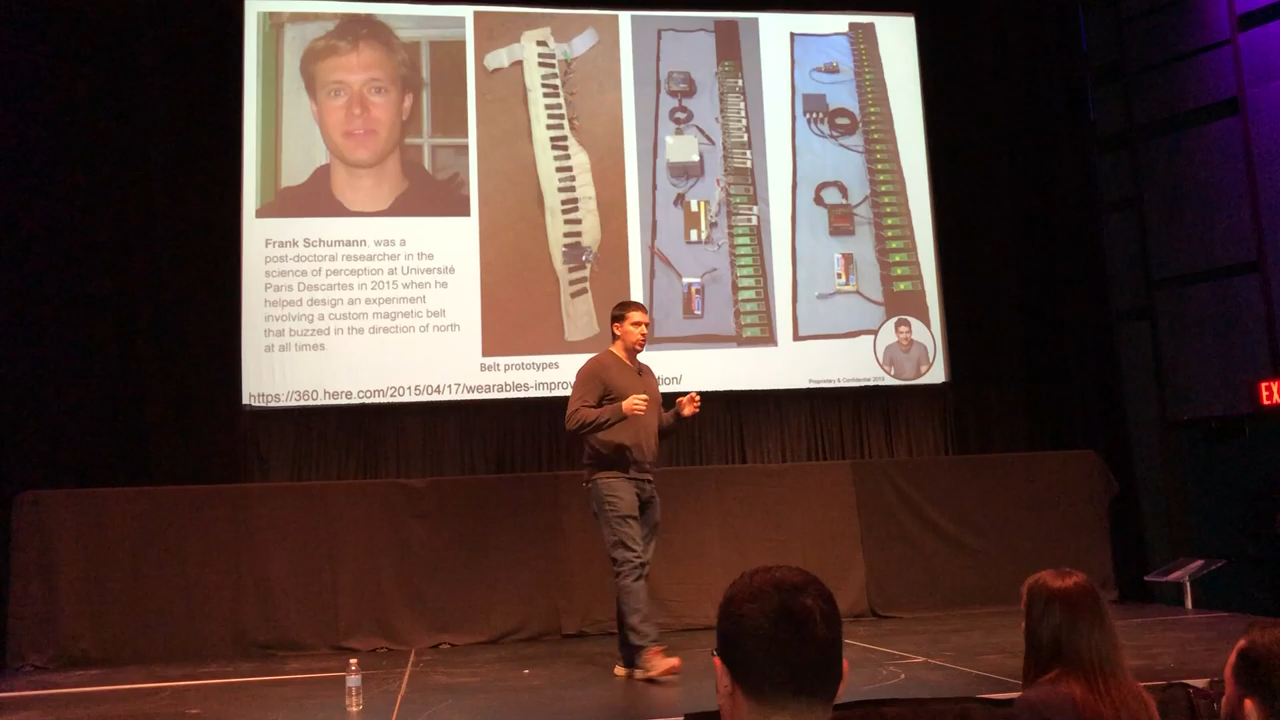 Frank Schumann, was a
post-doctoral researcher in the
science of perception at Université
Paris Descartes in 2015 when he
helped design an experiment
involving a custom magnetic belt
that buzzed in the direction of north
at all times.
Belt prototypes
https://360.here.com/2015/04/17/wearables-improv tion/
Proprietary & Confidential 2019
EX